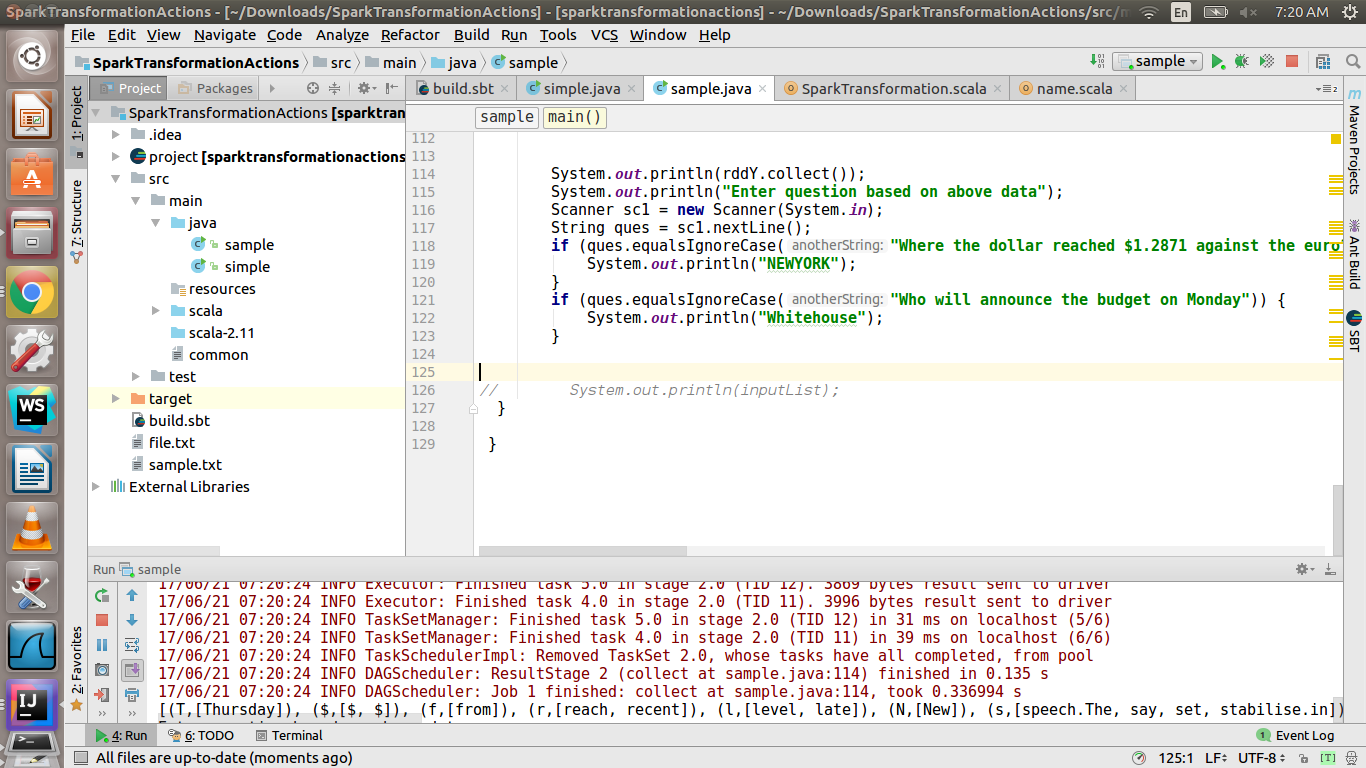 SparkTransformationActions - [~/Downloads/SparkTransformationActions] - [sparktransformationactions] - ~/Downloads/SparkTransformationActions/src/m
En
7:20 AM
File Edit View Navigate Code Analyze Refactor Build Run Tools VCS Window Help
SparkTransformationActions src main java sample
sample
Project Packages
build.sbt simple.java sample.java SparkTransformation.scala name.scala
2
sample main()
SparkTransformationActions [sparktran
.idea
project [sparktransformationactions
src
main
java
sample
simple
resources
scala
scala-2.11
common
test
target
build.sbt
file.txt
sample.txt
External Libraries
1: Project
7: Structure
2: Favorites
Maven Projects
Ant Build
SBT
112
113
114 System.out.println(rddY.collect());
115 System.out.println("Enter question based on above data");
116 Scanner sc1 = new Scanner(System.in);
117 String ques = sc1.nextLine();
118 if (ques.equalsIgnoreCase( anotherString: "Where the dollar reached $1.2871 against the euro
119 System.out.println("NEWYORK");
120 }
121 if (ques.equalsIgnoreCase( anotherString: "Who will announce the budget on Monday")) {
122 System.out.println("Whitehouse");
123 }
124
125
126 // System.out.println(inputList);
127 }
128
129 }
Run sample
17/06/21 07:20:24 INFO Executor: Finished task 5.0 in stage 2.0 (TID 12). 3869 bytes result sent to driver
17/06/21 07:20:24 INFO Executor: Finished task 4.0 in stage 2.0 (TID 11). 3996 bytes result sent to driver
17/06/21 07:20:24 INFO TaskSetManager: Finished task 5.0 in stage 2.0 (TID 12) in 31 ms on localhost (5/6)
17/06/21 07:20:24 INFO TaskSetManager: Finished task 4.0 in stage 2.0 (TID 11) in 39 ms on localhost (6/6)
17/06/21 07:20:24 INFO TaskSchedulerImpl: Removed TaskSet 2.0, whose tasks have all completed, from pool
17/06/21 07:20:24 INFO DAGScheduler: ResultStage 2 (collect at sample.java:114) finished in 0.135 s
17/06/21 07:20:24 INFO DAGScheduler: Job 1 finished: collect at sample.java:114, took 0.336994 s
[(T,[Thursday]), ($,[$, $]), (f,[from]), (r,[reach, recent]), (l,[level, late]), (N,[New]), (s,[speech.The, say, set, stabilise.in])
4: Run 6: TODO Terminal
1 Event Log
All files are up-to-date (moments ago)
125:1 LF UTF-8 [T]
WS
IJ